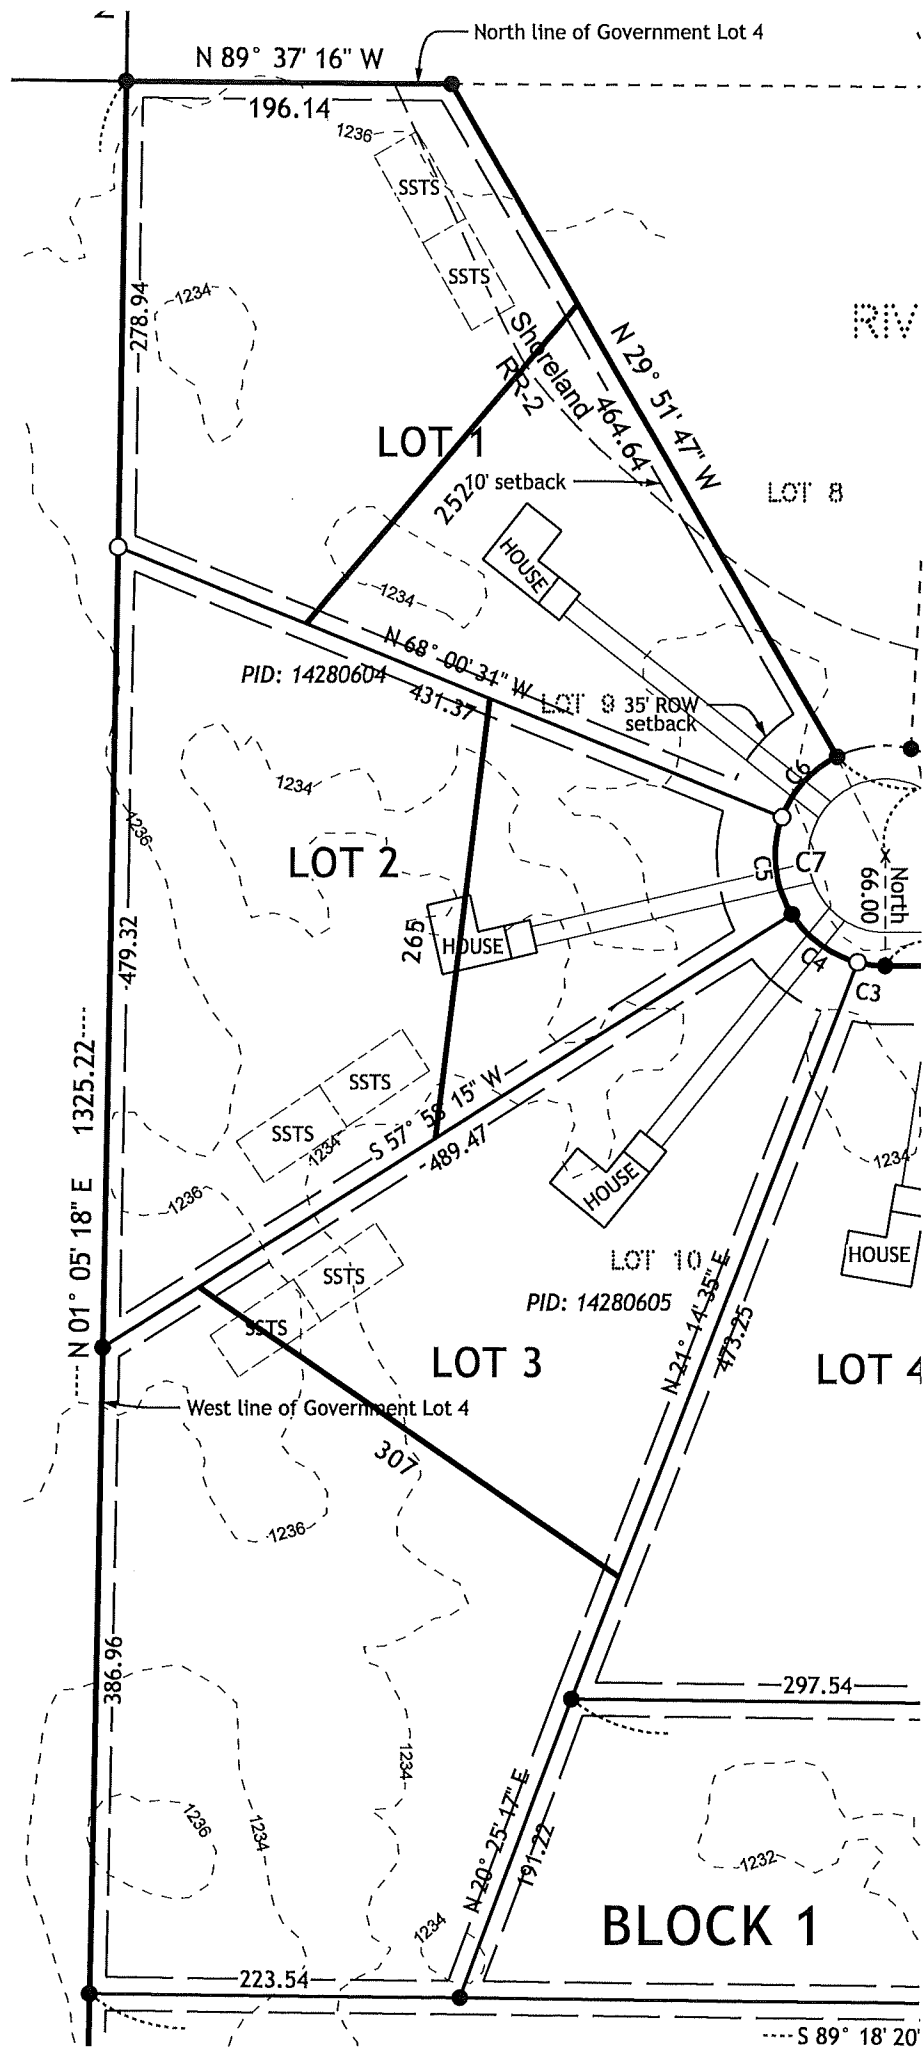 North line of Government Lot 4
N 89° 37' 16" W
196.14
1236
SSTS
SSTS
1234
278.94
Shoreland
RR-2
N 29° 51' 47" W
464.64
RIV
LOT 1
252
10' setback
LOT 8
HOUSE
1234
N 68° 00' 31" W
431.37
PID: 14280604
LOT 9
35' ROW
setback
C6
1234
1236
LOT 2
C5
C7
North
66.00
265
HOUSE
479.32
C4
C3
1325.22
SSTS
SSTS
1234
S 57° 58' 15" W
489.47
1236
N 01° 05' 18" E
HOUSE
1234
HOUSE
LOT 10
PID: 14280605
SSTS
SSTS
N 21° 14' 35" E
473.25
LOT 3
LOT 4
West line of Government Lot 4
307
1236
386.96
297.54
1234
1236
1234
N 20° 25' 17" E
191.22
1232
1234
BLOCK 1
223.54
S 89° 18' 20"